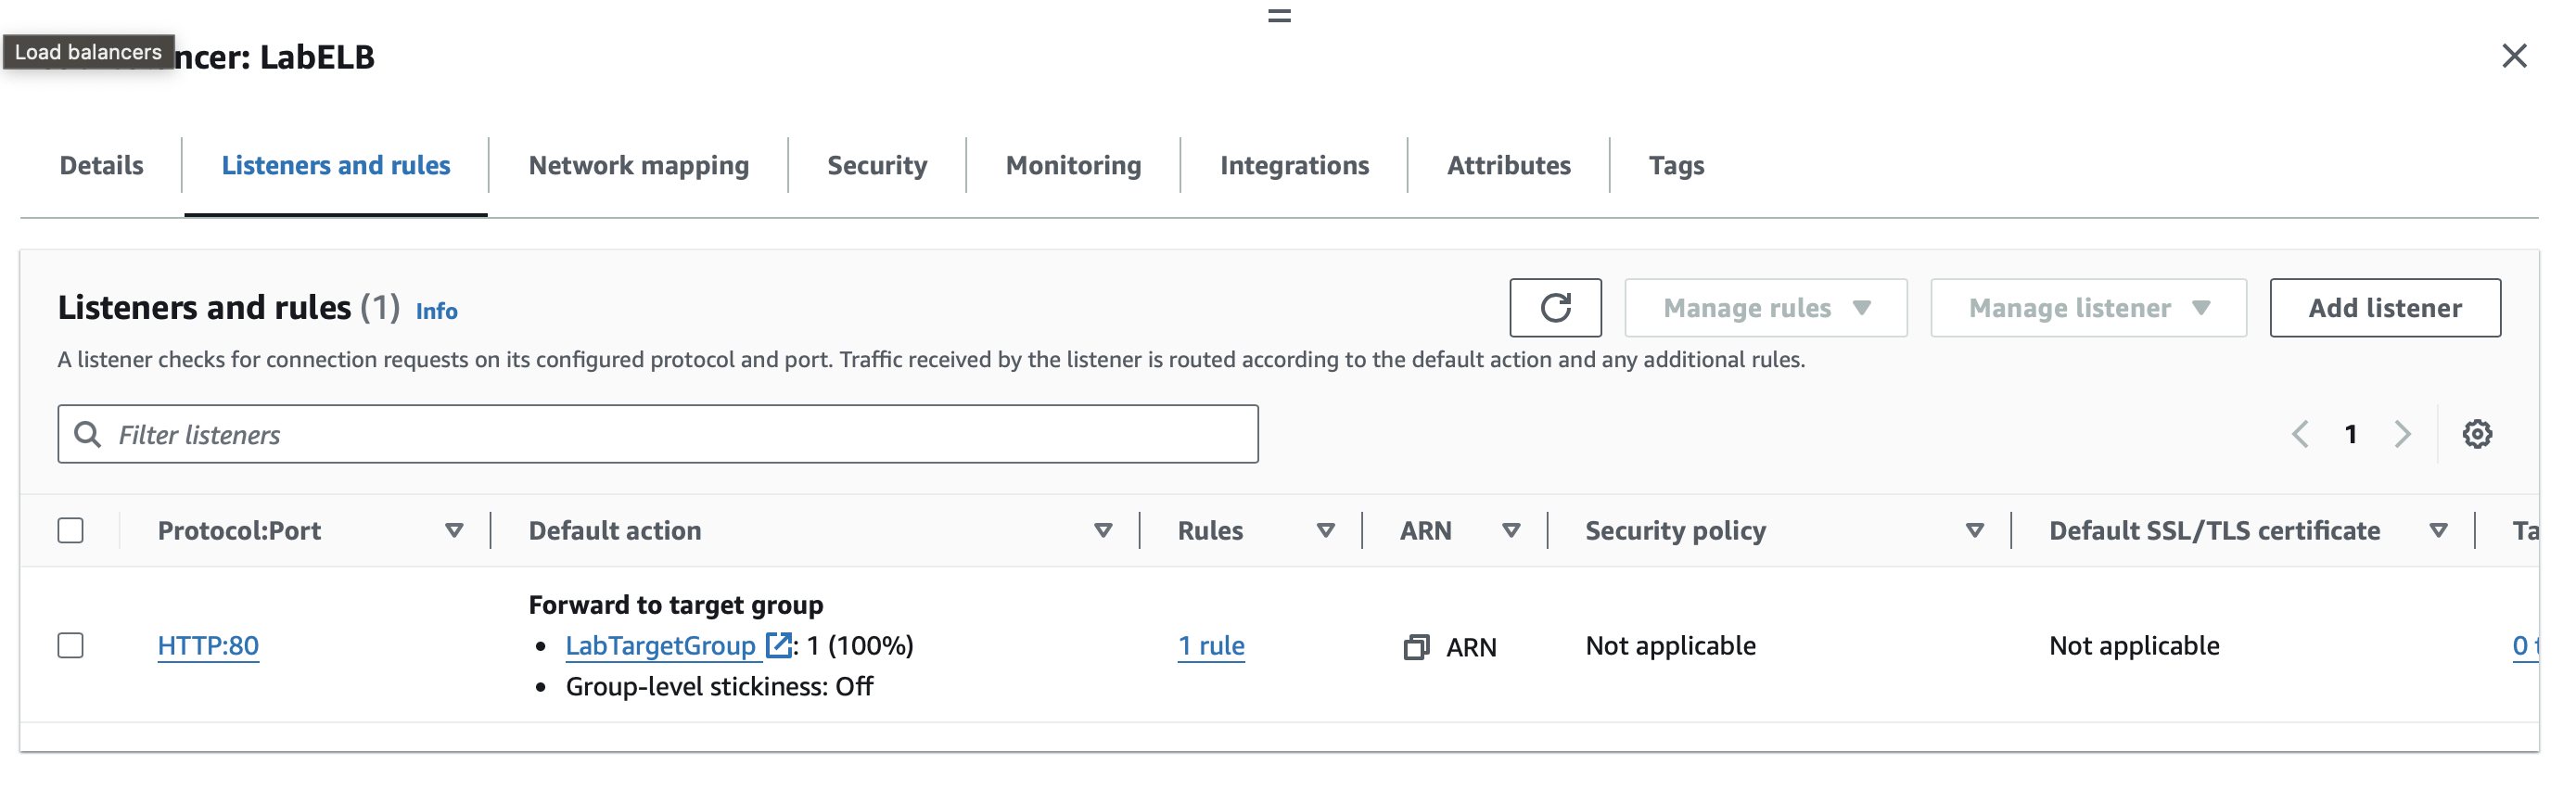 Load balancers
ncer: LabELB
Details
Listeners and rules
Network mapping
Security
Monitoring
Integrations
Attributes
Tags
Listeners and rules (1) Info
Manage rules
Manage listener
Add listener
A listener checks for connection requests on its configured protocol and port. Traffic received by the listener is routed according to the default action and any additional rules.
Filter listeners
1
Protocol:Port
Default action
Rules
ARN
Security policy
Default SSL/TLS certificate
Ta
HTTP:80
Forward to target group
• LabTargetGroup : 1 (100%)
• Group-level stickiness: Off
1 rule
ARN
Not applicable
Not applicable
0 t